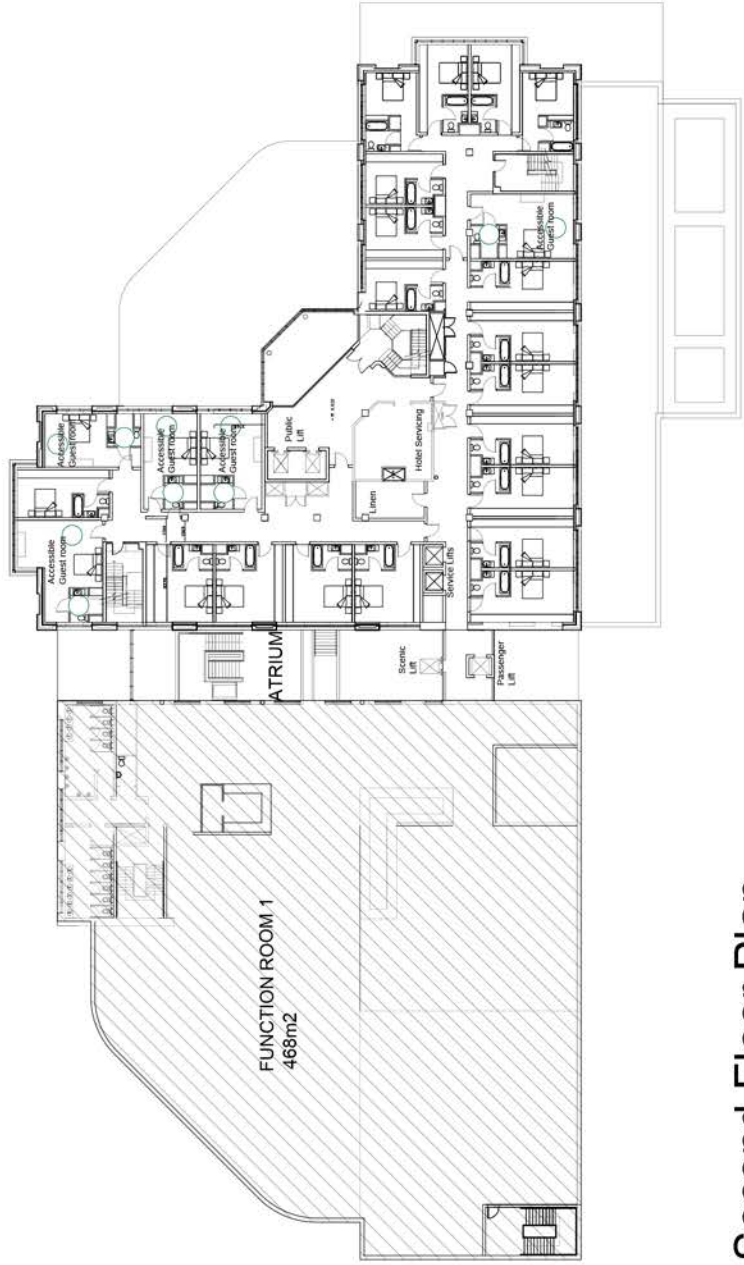 Accessible
Guest room
Accessible
Guest room
Accessible
Guest room
Accessible
Guest room
Public
Lift
Hotel Servicing
Linen
Service Lifts
Accessible
Guest room
ATRIUM
Scenic
Lift
Passenger
Lift
FUNCTION ROOM 1
468m2
Second Floor Plan